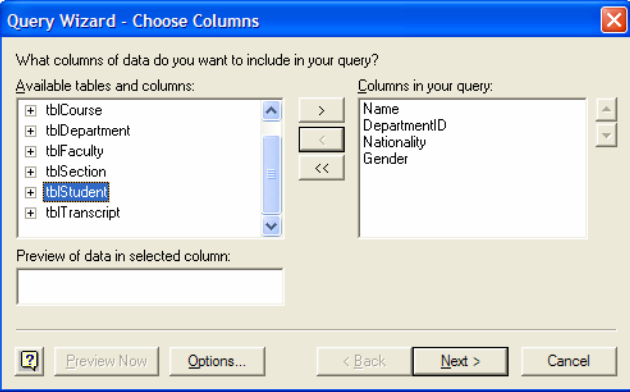 Query Wizard - Choose Columns
What columns of data do you want to include in your query?
Available tables and columns:
Columns in your query:
tblCourse
tblDepartment
tblFaculty
tblSection
tblStudent
tblTranscript
>
<
<<
Name
DepartmentID
Nationality
Gender
Preview of data in selected column:
?
Preview Now
Options...
< Back
Next >
Cancel